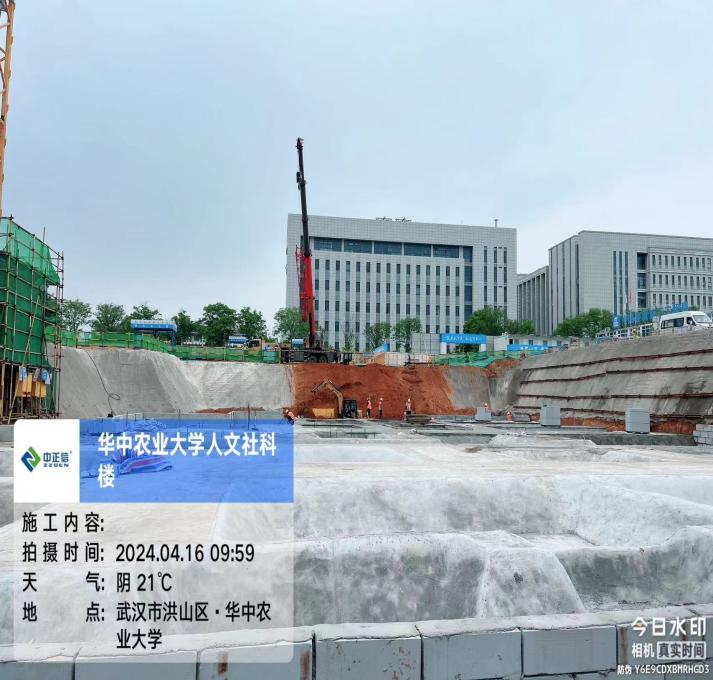 中正信
ZZGEN
华中农业大学人文社科
楼
施工内容:
拍摄时间: 2024.04.16 09:59
天 气: 阴 21℃
地 点: 武汉市洪山区·华中农
业大学
今日水印
相机 真实时间
防伪 Y6E9CDXBMRHGD3